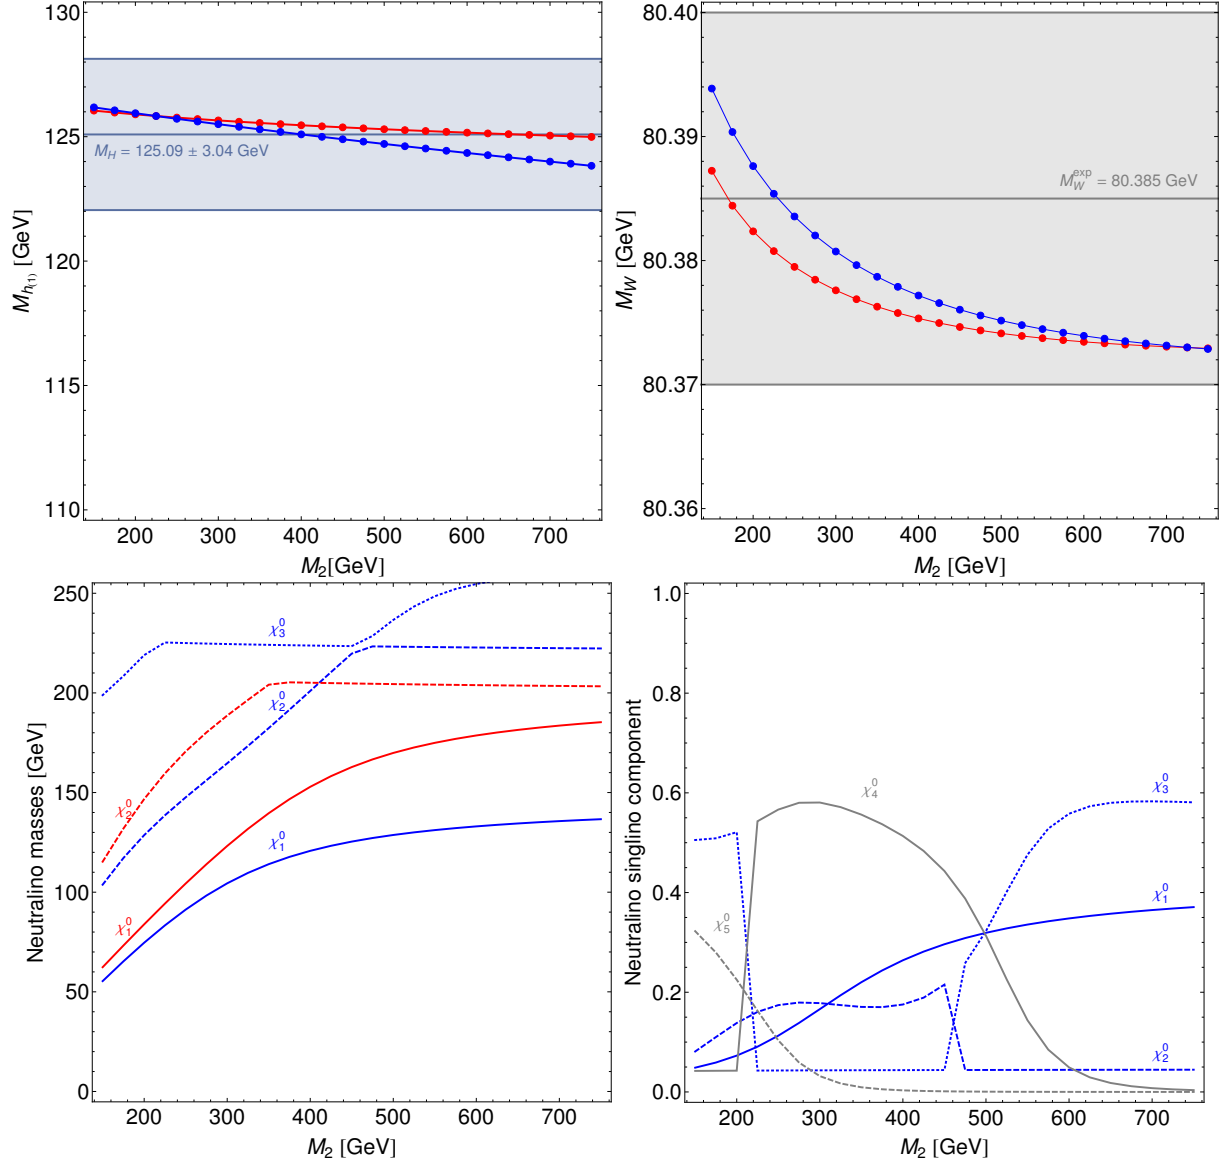 130
125
120
115
110
M_{h_{(1)}} [GeV]
M_H = 125.09 ± 3.04 GeV
200 300 400 500 600 700
M_2[GeV]
80.40
80.39
80.38
80.37
80.36
M_W [GeV]
M_W^{exp} = 80.385 GeV
200 300 400 500 600 700
M_2 [GeV]
250
200
150
100
50
0
Neutralino masses [GeV]
χ_3^0
χ_2^0
χ_2^0
χ_1^0
χ_1^0
200 300 400 500 600 700
M_2 [GeV]
1.0
0.8
0.6
0.4
0.2
0.0
Neutralino singlino component
χ_4^0
χ_3^0
χ_1^0
χ_5^0
χ_2^0
200 300 400 500 600 700
M_2 [GeV]